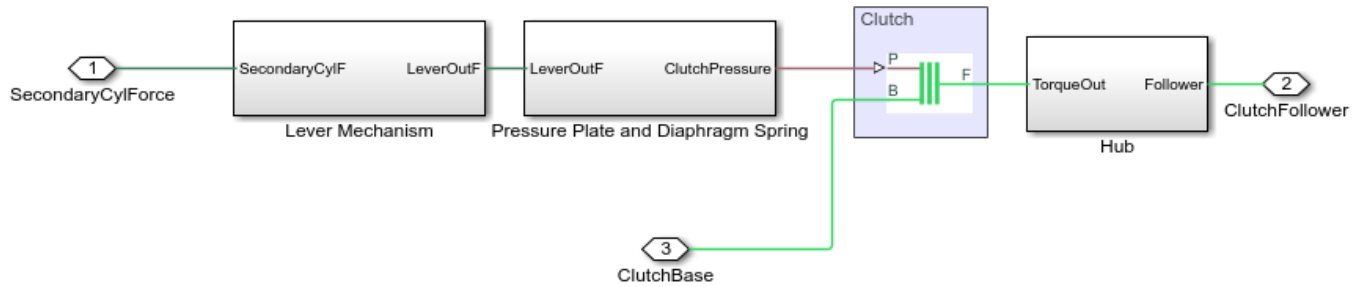 Clutch
1
SecondaryCylForce
SecondaryCylF
LeverOutF
Lever Mechanism
LeverOutF
ClutchPressure
Pressure Plate and Diaphragm Spring
P
B
F
TorqueOut
Follower
Hub
2
ClutchFollower
3
ClutchBase